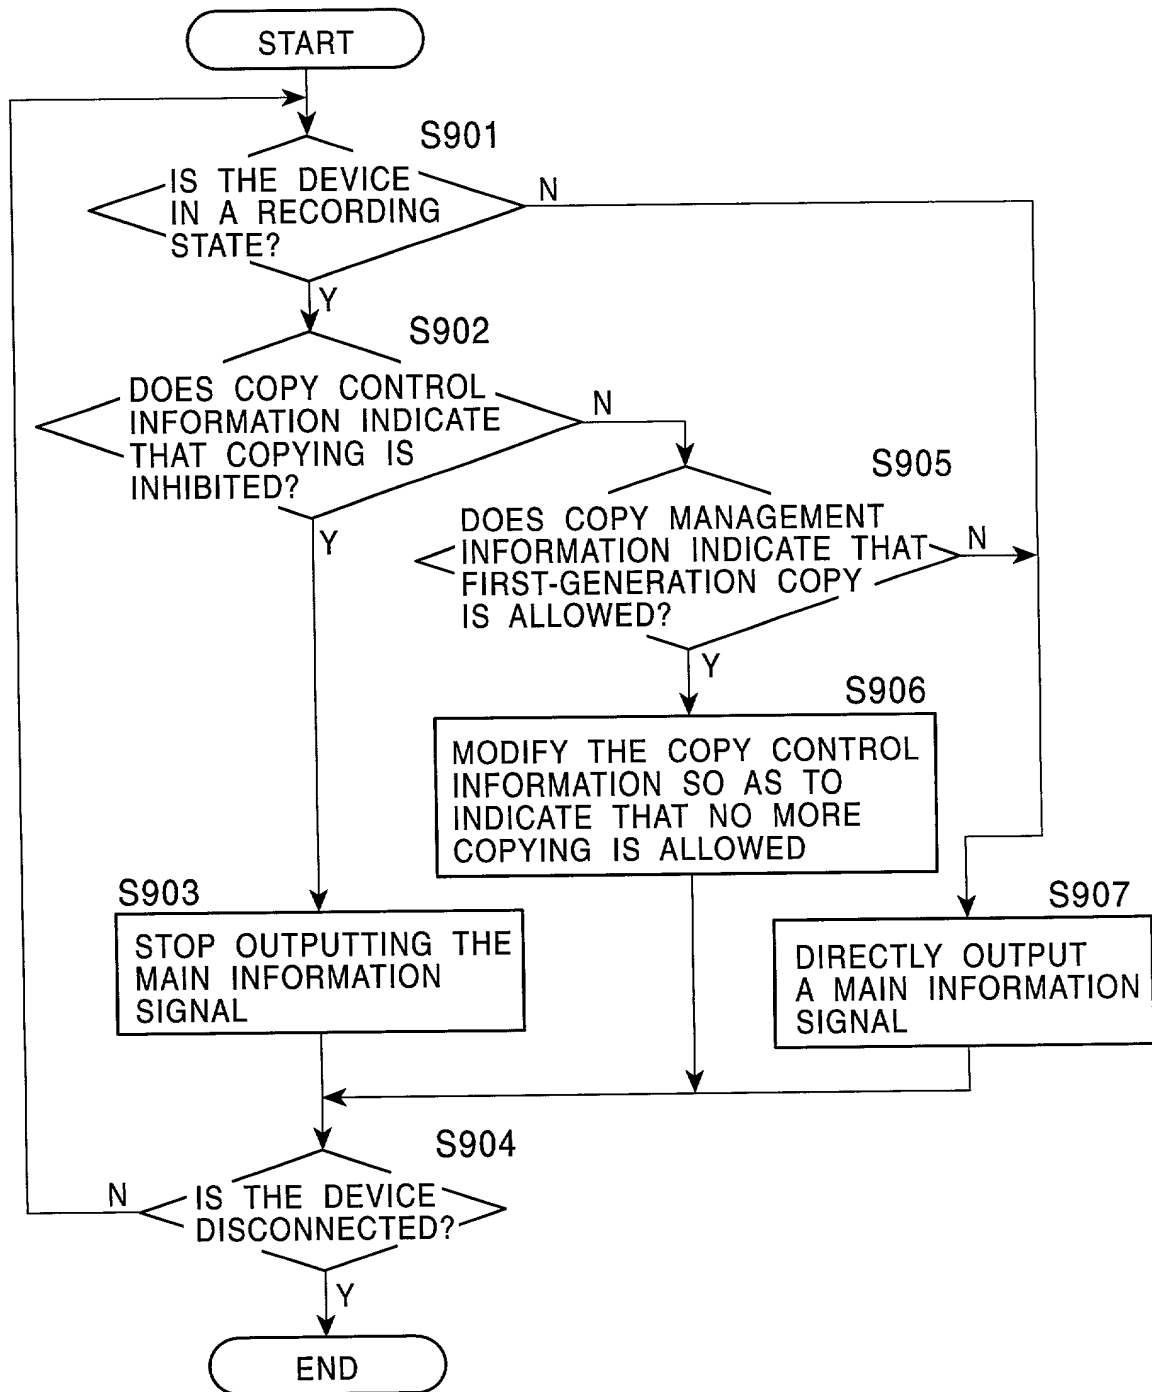 START
S901
IS THE DEVICE
IN A RECORDING
STATE?
N
Y
S902
DOES COPY CONTROL
INFORMATION INDICATE
THAT COPYING IS
INHIBITED?
N
Y
S905
DOES COPY MANAGEMENT
INFORMATION INDICATE THAT
FIRST-GENERATION COPY
IS ALLOWED?
N
Y
S906
MODIFY THE COPY CONTROL
INFORMATION SO AS TO
INDICATE THAT NO MORE
COPYING IS ALLOWED
S903
STOP OUTPUTTING THE
MAIN INFORMATION
SIGNAL
S907
DIRECTLY OUTPUT
A MAIN INFORMATION
SIGNAL
S904
IS THE DEVICE
DISCONNECTED?
N
Y
END